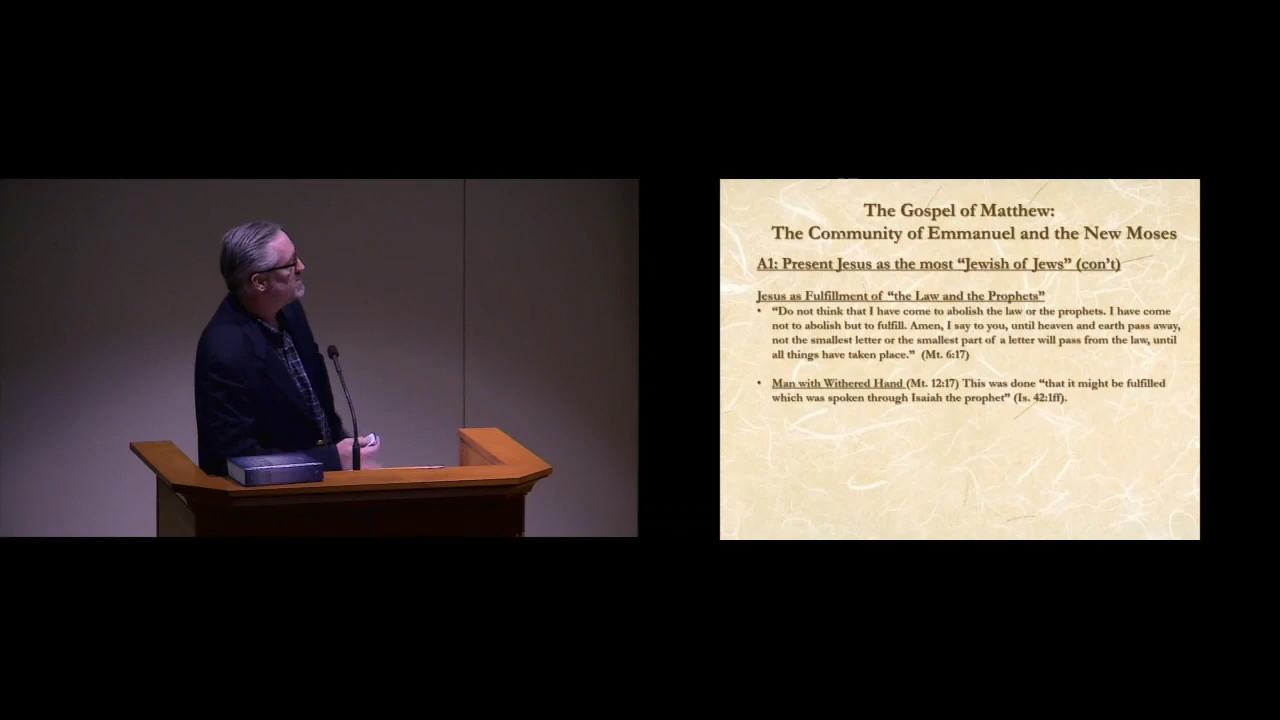 The Gospel of Matthew:
The Community of Emmanuel and the New Moses
A1: Present Jesus as the most “Jewish of Jews” (con’t)
Jesus as Fulfillment of “the Law and the Prophets”
• “Do not think that I have come to abolish the law or the prophets. I have come
not to abolish but to fulfill. Amen, I say to you, until heaven and earth pass away,
not the smallest letter or the smallest part of a letter will pass from the law, until
all things have taken place.” (Mt. 6:17)
• Man with Withered Hand (Mt. 12:17) This was done “that it might be fulfilled
which was spoken through Isaiah the prophet” (Is. 42:1ff).